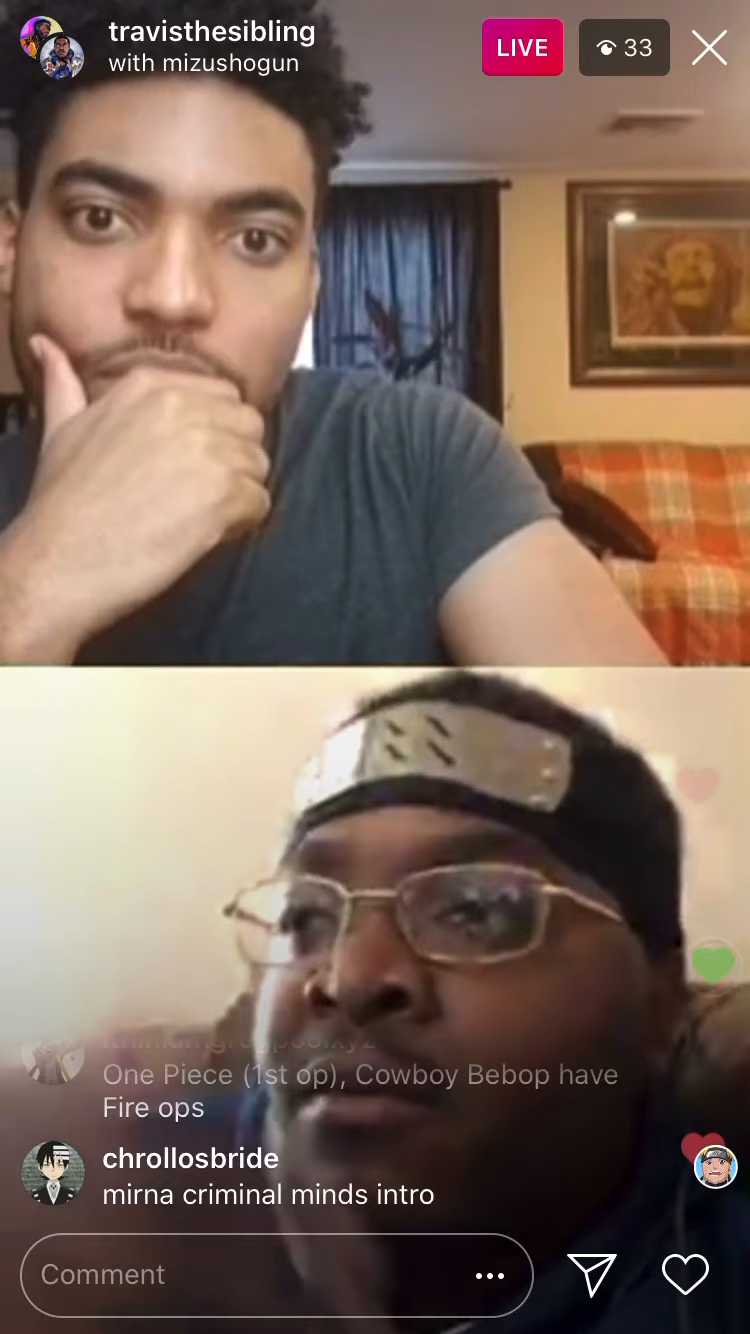 travisthesibling
with mizushogun
LIVE
33
One Piece (1st op), Cowboy Bebop have
Fire ops
chrollosbride
mirna criminal minds intro
Comment